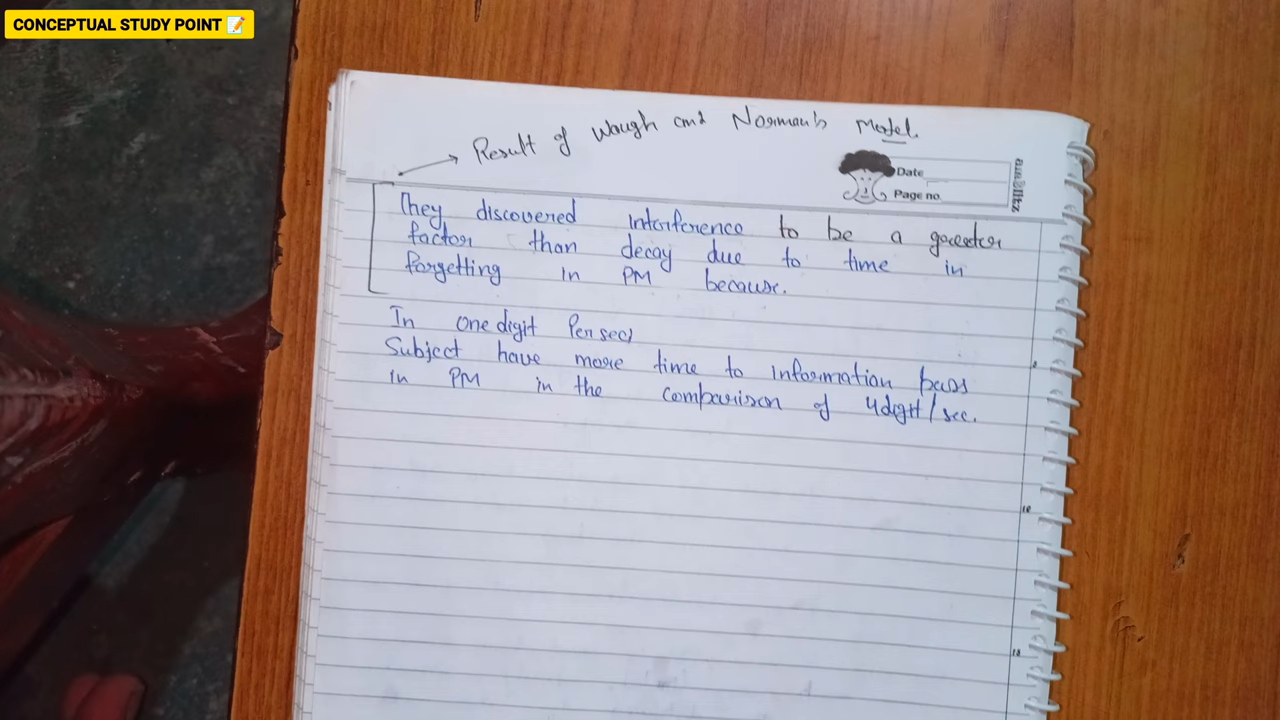 CONCEPTUAL STUDY POINT 📝
Result of Waugh and Norman's Model.
Date
Page no.
They discovered interference to be a greater
factor than decay due to time in
forgetting in PM because.
In one digit Per sec,
Subject have more time to information pass
in PM in the comparison of 4digit/sec.